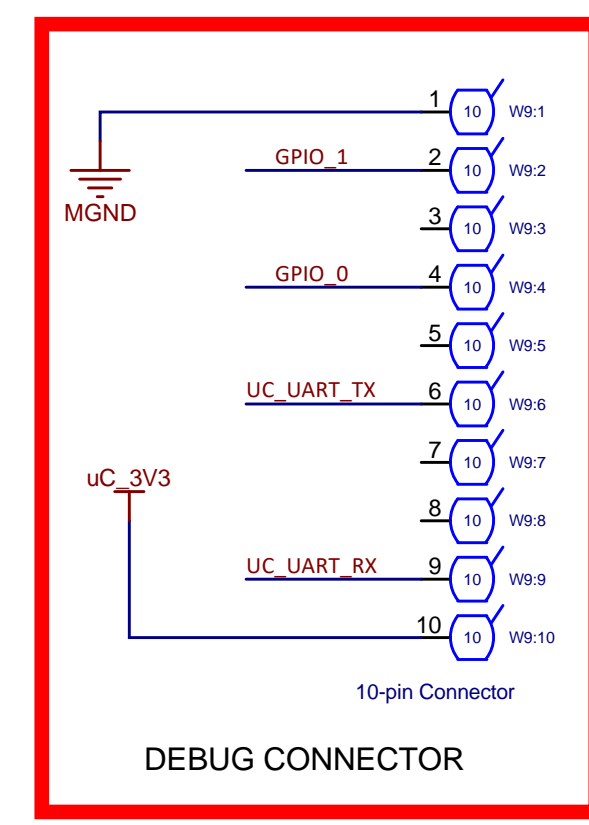 1 10 W9:1
GPIO_1 2 10 W9:2
MGND
3 10 W9:3
GPIO_0 4 10 W9:4
5 10 W9:5
UC_UART_TX 6 10 W9:6
7 10 W9:7
uC_3V3
8 10 W9:8
UC_UART_RX 9 10 W9:9
10 10 W9:10
10-pin Connector
DEBUG CONNECTOR